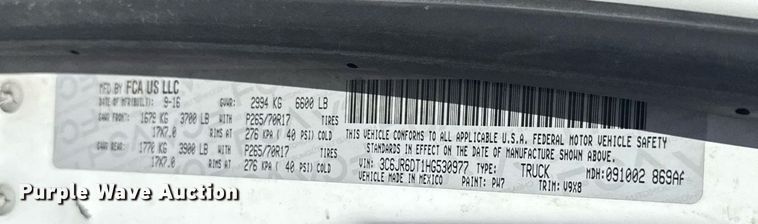 MFD BY FCA US LLC
DATE OF MFR(BUILT): 9-16 GVWR: 2994 KG 6600 LB
GAWR FRONT: 1679 KG 3700 LB WITH P265/70R17 TIRES
17X7.0 RIMS AT 276 KPA ( 40 PSI) COLD
GAWR REAR: 1770 KG 3900 LB WITH P265/70R17 TIRES
17X7.0 RIMS AT 276 KPA ( 40 PSI) COLD
THIS VEHICLE CONFORMS TO ALL APPLICABLE U.S.A. FEDERAL MOTOR VEHICLE SAFETY
STANDARDS IN EFFECT ON THE DATE OF MANUFACTURE SHOWN ABOVE.
VIN: 3C6JR6DT1HG530977 TYPE: TRUCK MDH: 091002 869AF
VEHICLE MADE IN MEXICO PAINT: PW7 TRIM: V9X8
Purple Wave Auction